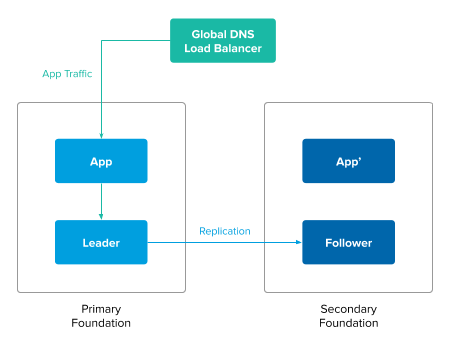 Global DNS
Load Balancer
App Traffic
App
App’
Leader
Replication
Follower
Primary
Foundation
Secondary
Foundation